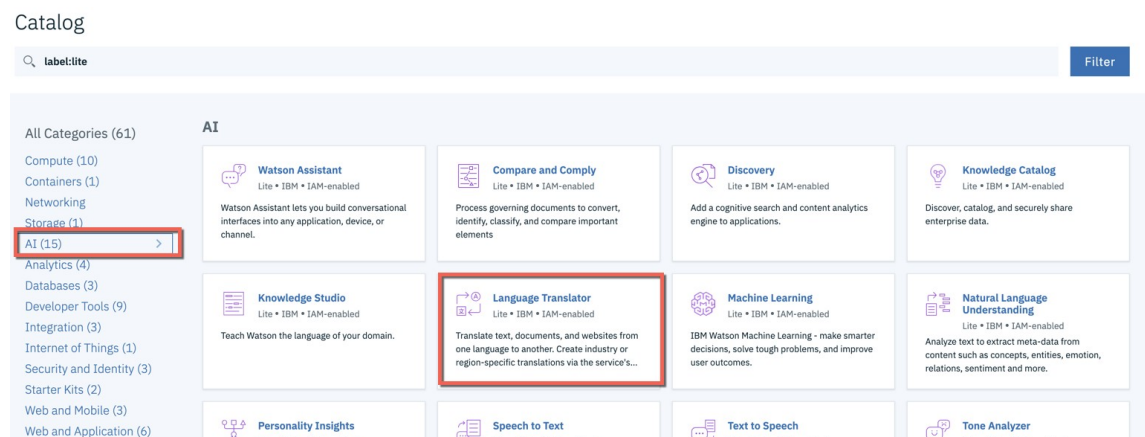 Catalog
label:lite
Filter
All Categories (61)
Compute (10)
Containers (1)
Networking
Storage (1)
AI (15)
Analytics (4)
Databases (3)
Developer Tools (9)
Integration (3)
Internet of Things (1)
Security and Identity (3)
Starter Kits (2)
Web and Mobile (3)
Web and Application (6)
AI
Watson Assistant
Lite • IBM • IAM-enabled
Watson Assistant lets you build conversational
interfaces into any application, device, or
channel.
Compare and Comply
Lite • IBM • IAM-enabled
Process governing documents to convert,
identify, classify, and compare important
elements
Discovery
Lite • IBM • IAM-enabled
Add a cognitive search and content analytics
engine to applications.
Knowledge Catalog
Lite • IBM • IAM-enabled
Discover, catalog, and securely share
enterprise data.
Knowledge Studio
Lite • IBM • IAM-enabled
Teach Watson the language of your domain.
Language Translator
Lite • IBM • IAM-enabled
Translate text, documents, and websites from
one language to another. Create industry or
region-specific translations via the service's...
Machine Learning
Lite • IBM • IAM-enabled
IBM Watson Machine Learning - make smarter
decisions, solve tough problems, and improve
user outcomes.
Natural Language
Understanding
Lite • IBM • IAM-enabled
Analyze text to extract meta-data from
content such as concepts, entities, emotion,
relations, sentiment and more.
Personality Insights
Speech to Text
Text to Speech
Tone Analyzer